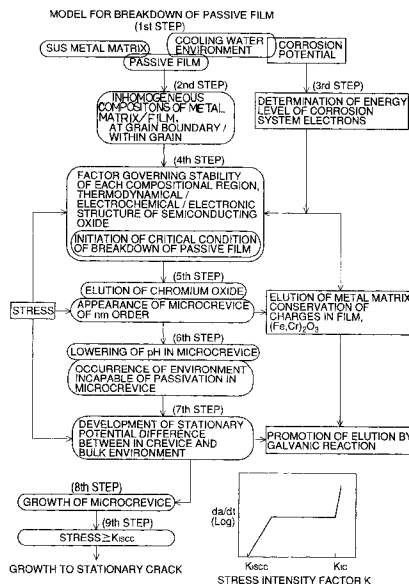 MODEL FOR BREAKDOWN OF PASSIVE FILM
(1st STEP)
SUS METAL MATRIX
COOLING WATER
ENVIRONMENT
CORROSION
POTENTIAL
PASSIVE FILM
(2nd STEP)
INHOMOGENEOUS
COMPOSITONS OF METAL
MATRIX/FILM,
AT GRAIN BOUNDARY /
WITHIN GRAIN
(3rd STEP)
DETERMINATION OF ENERGY
LEVEL OF CORROSION
SYSTEM ELECTRONS
(4th STEP)
FACTOR GOVERNING STABILITY
OF EACH COMPOSITIONAL REGION,
THERMODYNAMICAL /
ELECTROCHEMICAL / ELECTRONIC
STRUCTURE OF SEMICONDUCTING
OXIDE
INITIATION OF CRITICAL CONDITION
OF BREAKDOWN OF PASSIVE FILM
(5th STEP)
ELUTION OF CHROMIUM OXIDE
STRESS
APPEARANCE OF MICROCREVICE
OF nm ORDER
ELUTION OF METAL MATRIX
CONSERVATION OF
CHARGES IN FILM,
(Fe,Cr)2O3
(6th STEP)
LOWERING OF pH IN MICROCREVICE
OCCURRENCE OF ENVIRONMENT
INCAPABLE OF PASSIVATION IN
MICROCREVICE
(7th STEP)
DEVELOPMENT OF STATIONARY
POTENTIAL DIFFERENCE
BETWEEN IN CREVICE AND
BULK ENVIRONMENT
PROMOTION OF ELUTION BY
GALVANIC REACTION
(8th STEP)
GROWTH OF MICROCREVICE
(9th STEP)
STRESS≧KISCC
GROWTH TO STATIONARY CRACK
da/dt
(Log)
KISCC
KIC
STRESS INTENSITY FACTOR K